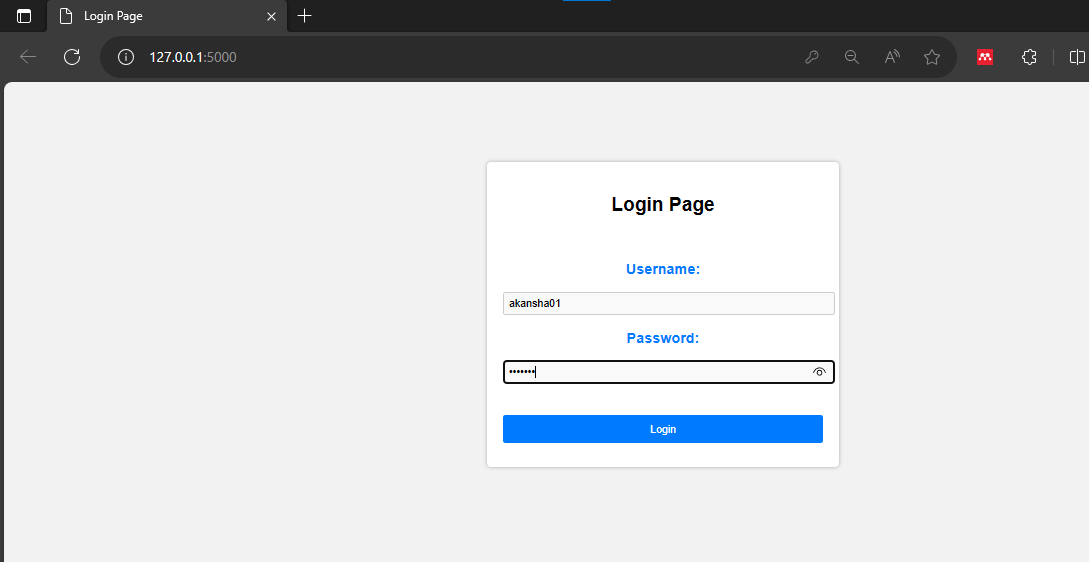 Login Page
127.0.0.1:5000
Login Page
Username:
akansha01
Password:
•••••••
Login